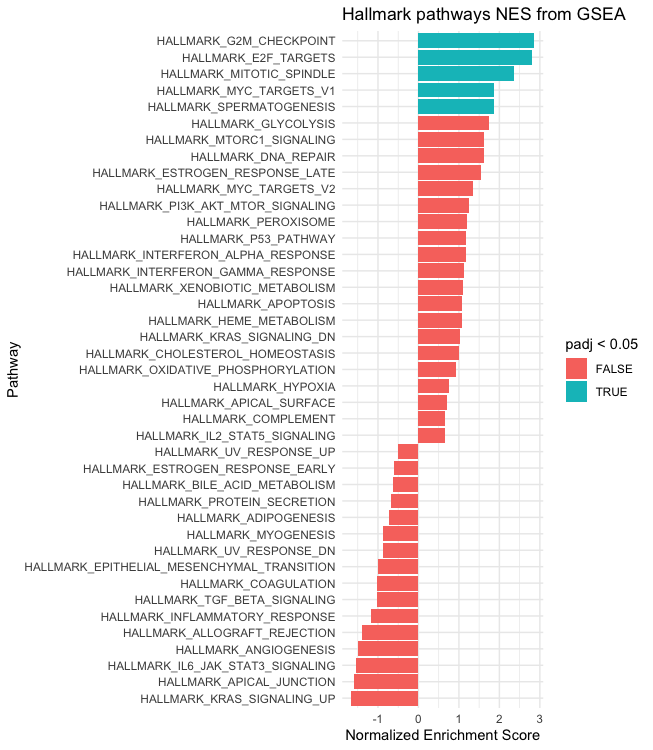 Hallmark pathways NES from GSEA
HALLMARK_G2M_CHECKPOINT
HALLMARK_E2F_TARGETS
HALLMARK_MITOTIC_SPINDLE
HALLMARK_MYC_TARGETS_V1
HALLMARK_SPERMATOGENESIS
HALLMARK_GLYCOLYSIS
HALLMARK_MTORC1_SIGNALING
HALLMARK_DNA_REPAIR
HALLMARK_ESTROGEN_RESPONSE_LATE
HALLMARK_MYC_TARGETS_V2
HALLMARK_PI3K_AKT_MTOR_SIGNALING
HALLMARK_PEROXISOME
HALLMARK_P53_PATHWAY
HALLMARK_INTERFERON_ALPHA_RESPONSE
HALLMARK_INTERFERON_GAMMA_RESPONSE
HALLMARK_XENOBIOTIC_METABOLISM
HALLMARK_APOPTOSIS
HALLMARK_HEME_METABOLISM
HALLMARK_KRAS_SIGNALING_DN
HALLMARK_CHOLESTEROL_HOMEOSTASIS
HALLMARK_OXIDATIVE_PHOSPHORYLATION
HALLMARK_HYPOXIA
HALLMARK_APICAL_SURFACE
HALLMARK_COMPLEMENT
HALLMARK_IL2_STAT5_SIGNALING
HALLMARK_UV_RESPONSE_UP
HALLMARK_ESTROGEN_RESPONSE_EARLY
HALLMARK_BILE_ACID_METABOLISM
HALLMARK_PROTEIN_SECRETION
HALLMARK_ADIPOGENESIS
HALLMARK_MYOGENESIS
HALLMARK_UV_RESPONSE_DN
HALLMARK_EPITHELIAL_MESENCHYMAL_TRANSITION
HALLMARK_COAGULATION
HALLMARK_TGF_BETA_SIGNALING
HALLMARK_INFLAMMATORY_RESPONSE
HALLMARK_ALLOGRAFT_REJECTION
HALLMARK_ANGIOGENESIS
HALLMARK_IL6_JAK_STAT3_SIGNALING
HALLMARK_APICAL_JUNCTION
HALLMARK_KRAS_SIGNALING_UP
Pathway
-1 0 1 2 3
Normalized Enrichment Score
padj < 0.05
FALSE
TRUE